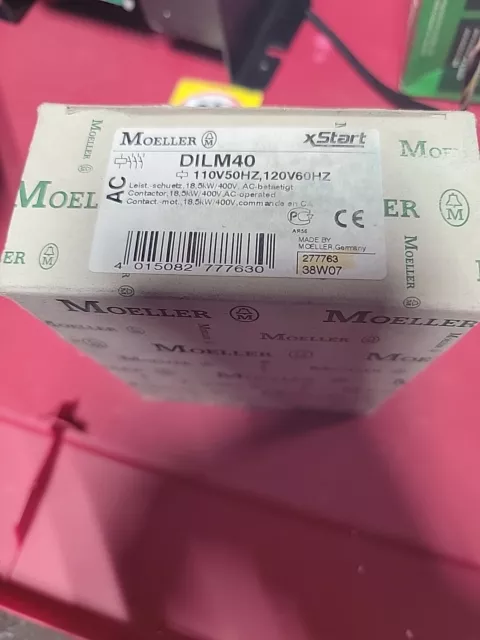 MOELLER
xStart
DILM40
AC
110V50HZ,120V60HZ
Leist.-schuetz,18.5kW/400V,AC-betaetigt
Contactor,18.5kW/400V,AC-operated
Contact.-mot.,18.5kW/400V,commande en CA
CE
MADE BY
MOELLER,Germany
277763
38W07
4 015082 777630
MOELLER
MOELLER
MOELLER
MOELLER